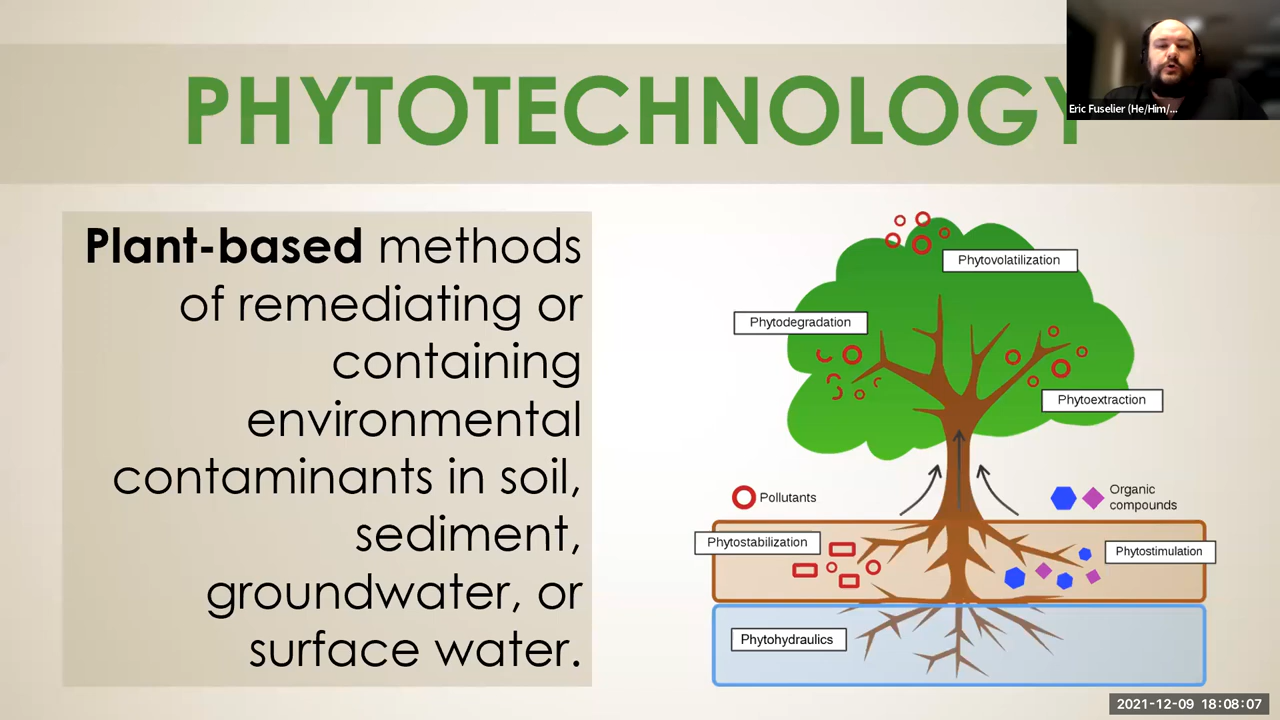 PHYTOTECHNOLOGY
Eric Fuselier (He/Him/...
Plant-based methods
of remediating or
containing
environmental
contaminants in soil,
sediment,
groundwater, or
surface water.
Phytovolatilization
Phytodegradation
Phytoextraction
Pollutants
Organic
compounds
Phytostabilization
Phytostimulation
Phytohydraulics
2021-12-09 18:08:07